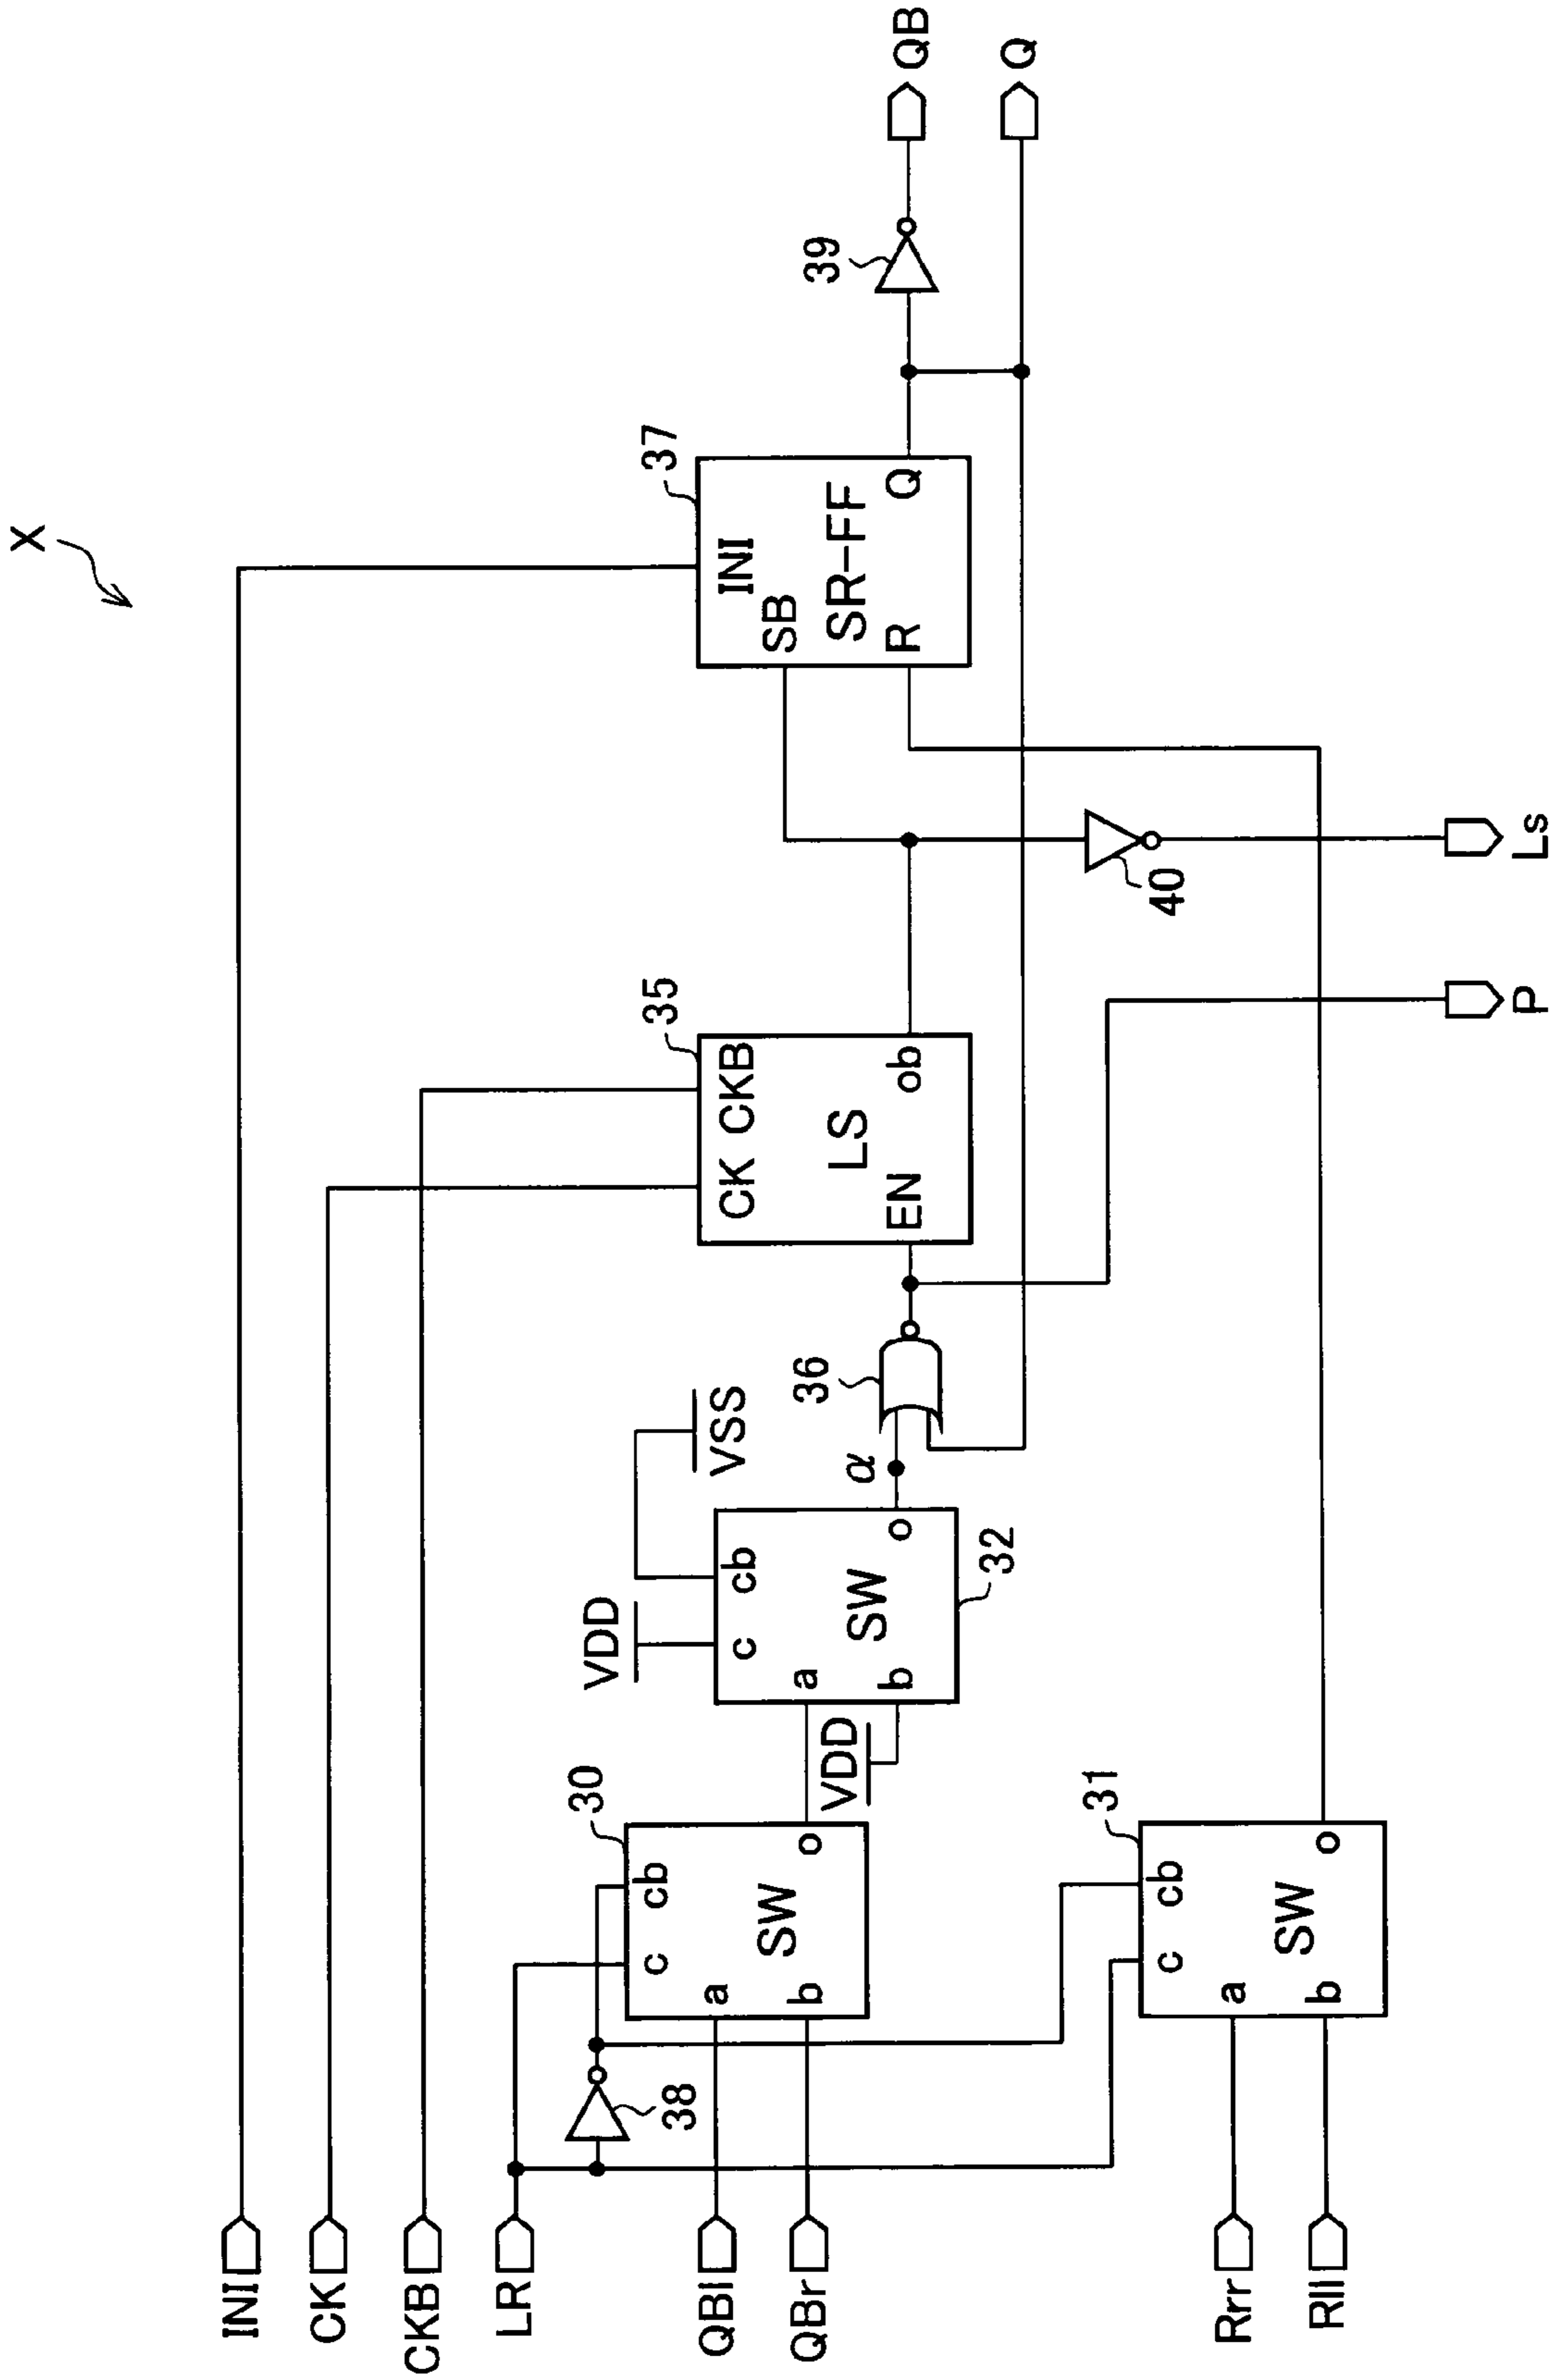 X
INI
CK
CKB
LR
QBl
QBr
Rrr
Rll
38
30
c cb
a
b
SW
o
31
c cb
a
b
SW
o
VDD
VDD
VSS
c cb
a
b
SW
o
32
α
36
35
CK CKB
LS
EN
ob
P
40
Ls
37
INI
SB
SR-FF
R
Q
39
QB
Q